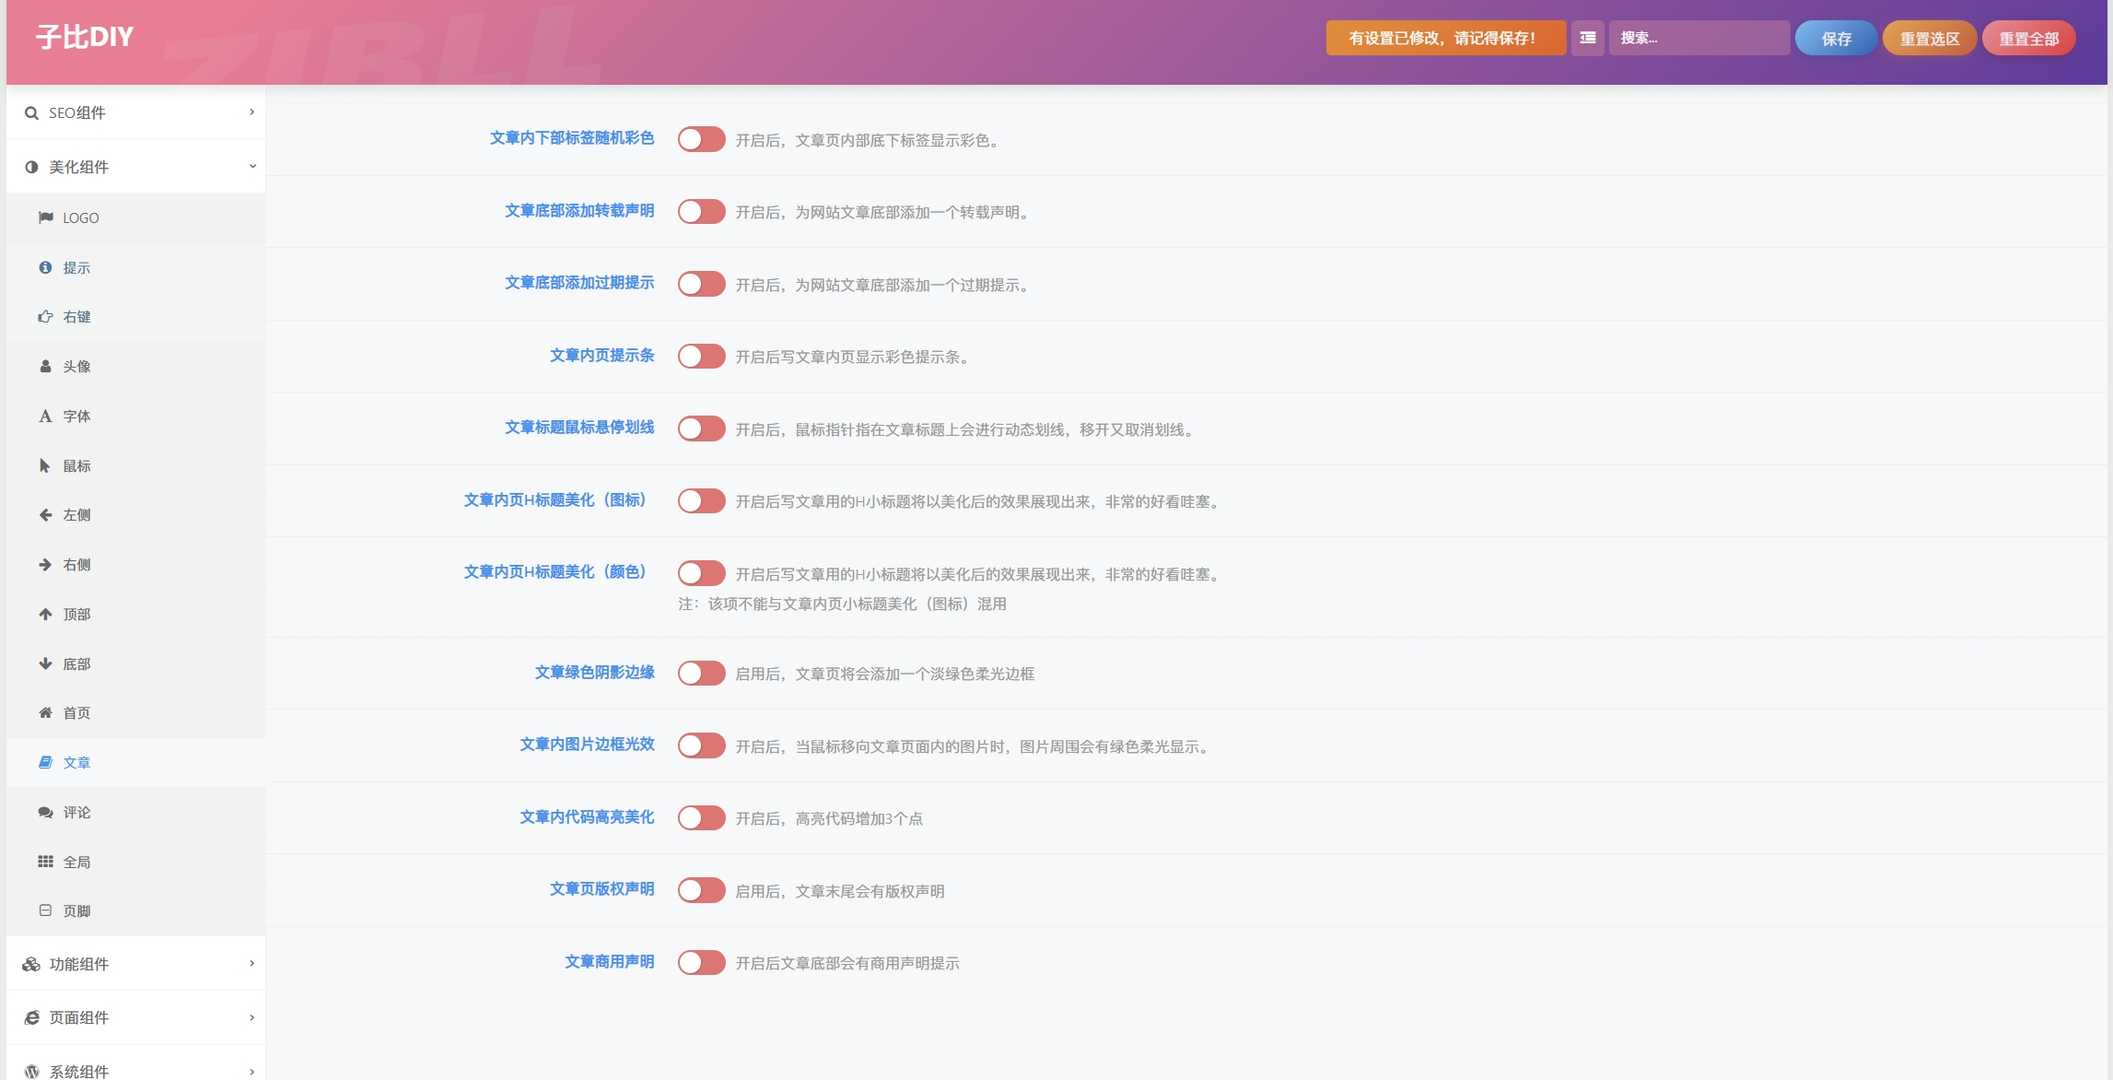 子比DIY
ZIBLL
有设置已修改，请记得保存！
搜索...
保存
重置选区
重置全部
SEO组件
美化组件
LOGO
提示
右键
头像
字体
鼠标
左侧
右侧
顶部
底部
首页
文章
评论
全局
页脚
功能组件
页面组件
系统组件
文章内下部标签随机彩色 开启后，文章页内部底下标签显示彩色。
文章底部添加转载声明 开启后，为网站文章底部添加一个转载声明。
文章底部添加过期提示 开启后，为网站文章底部添加一个过期提示。
文章内页提示条 开启后写文章内页显示彩色提示条。
文章标题鼠标悬停划线 开启后，鼠标指针指在文章标题上会进行动态划线，移开又取消划线。
文章内页H标题美化（图标） 开启后写文章用的H小标题将以美化后的效果展现出来，非常的好看哇塞。
文章内页H标题美化（颜色） 开启后写文章用的H小标题将以美化后的效果展现出来，非常的好看哇塞。
注：该项不能与文章内页小标题美化（图标）混用
文章绿色阴影边缘 启用后，文章页将会添加一个淡绿色柔光边框
文章内图片边框光效 开启后，当鼠标移向文章页面内的图片时，图片周围会有绿色柔光显示。
文章内代码高亮美化 开启后，高亮代码增加3个点
文章页版权声明 启用后，文章末尾会有版权声明
文章商用声明 开启后文章底部会有商用声明提示